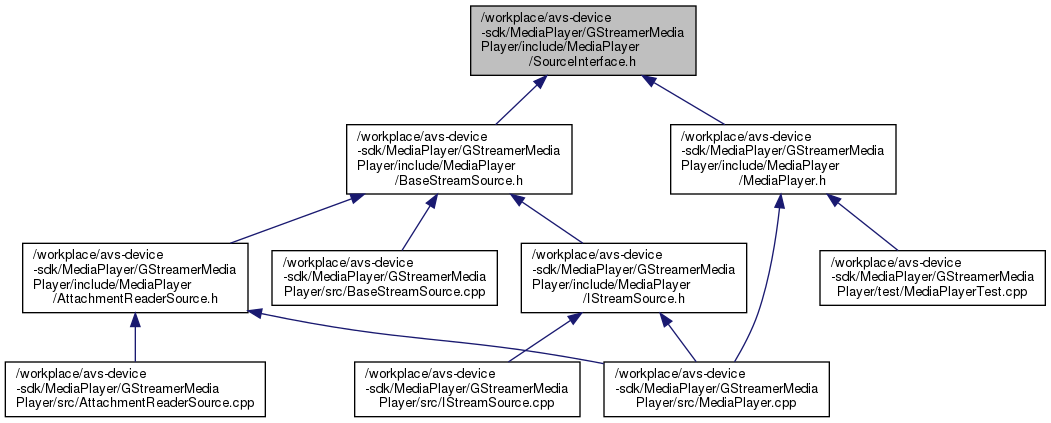 /workplace/avs-device
-sdk/MediaPlayer/GStreamerMedia
Player/include/MediaPlayer
/SourceInterface.h
/workplace/avs-device
-sdk/MediaPlayer/GStreamerMedia
Player/include/MediaPlayer
/BaseStreamSource.h
/workplace/avs-device
-sdk/MediaPlayer/GStreamerMedia
Player/include/MediaPlayer
/MediaPlayer.h
/workplace/avs-device
-sdk/MediaPlayer/GStreamerMedia
Player/include/MediaPlayer
/AttachmentReaderSource.h
/workplace/avs-device
-sdk/MediaPlayer/GStreamerMedia
Player/src/BaseStreamSource.cpp
/workplace/avs-device
-sdk/MediaPlayer/GStreamerMedia
Player/include/MediaPlayer
/IStreamSource.h
/workplace/avs-device
-sdk/MediaPlayer/GStreamerMedia
Player/test/MediaPlayerTest.cpp
/workplace/avs-device
-sdk/MediaPlayer/GStreamerMedia
Player/src/AttachmentReaderSource.cpp
/workplace/avs-device
-sdk/MediaPlayer/GStreamerMedia
Player/src/IStreamSource.cpp
/workplace/avs-device
-sdk/MediaPlayer/GStreamerMedia
Player/src/MediaPlayer.cpp